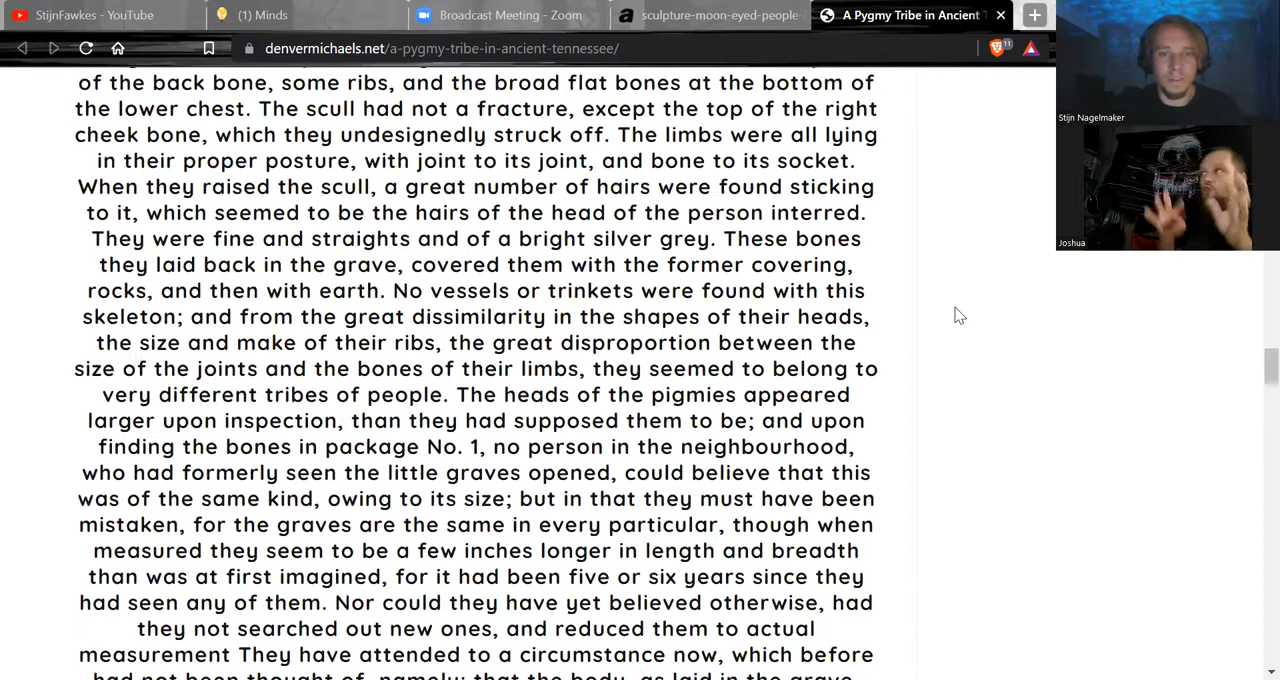 StijnFawkes - YouTube
(1) Minds
Broadcast Meeting - Zoom
sculpture-moon-eyed-people-
A Pygmy Tribe in Ancient T
denvermichaels.net/a-pygmy-tribe-in-ancient-tennessee/
11
of the back bone, some ribs, and the broad flat bones at the bottom of
the lower chest. The scull had not a fracture, except the top of the right
cheek bone, which they undesignedly struck off. The limbs were all lying
in their proper posture, with joint to its joint, and bone to its socket.
When they raised the scull, a great number of hairs were found sticking
to it, which seemed to be the hairs of the head of the person interred.
They were fine and straights and of a bright silver grey. These bones
they laid back in the grave, covered them with the former covering,
rocks, and then with earth. No vessels or trinkets were found with this
skeleton; and from the great dissimilarity in the shapes of their heads,
the size and make of their ribs, the great disproportion between the
size of the joints and the bones of their limbs, they seemed to belong to
very different tribes of people. The heads of the pigmies appeared
larger upon inspection, than they had supposed them to be; and upon
finding the bones in package No. 1, no person in the neighbourhood,
who had formerly seen the little graves opened, could believe that this
was of the same kind, owing to its size; but in that they must have been
mistaken, for the graves are the same in every particular, though when
measured they seem to be a few inches longer in length and breadth
than was at first imagined, for it had been five or six years since they
had seen any of them. Nor could they have yet believed otherwise, had
they not searched out new ones, and reduced them to actual
measurement They have attended to a circumstance now, which before
had not been thought of, namely; that the body, as laid in the grave
Stijn Nagelmaker
Joshua